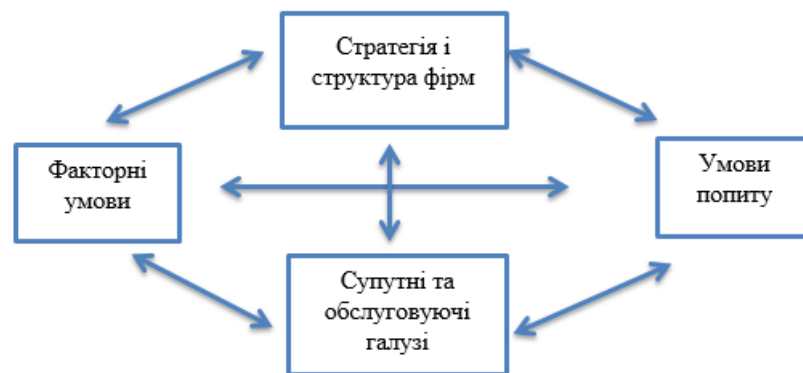 Стратегія і
структура фірм
Факторні
умови
Умови
попиту
Супутні та
обслуговуючі
галузі